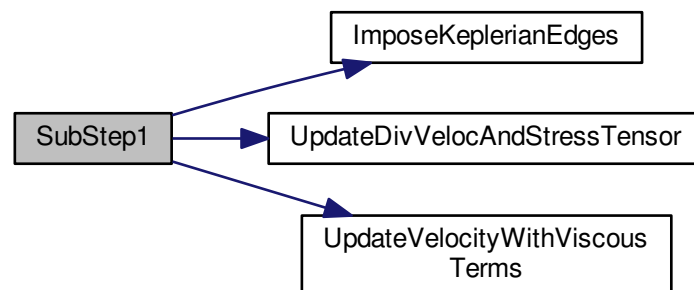 ImposeKeplerianEdges
SubStep1
UpdateDivVelocAndStressTensor
UpdateVelocityWithViscous
Terms